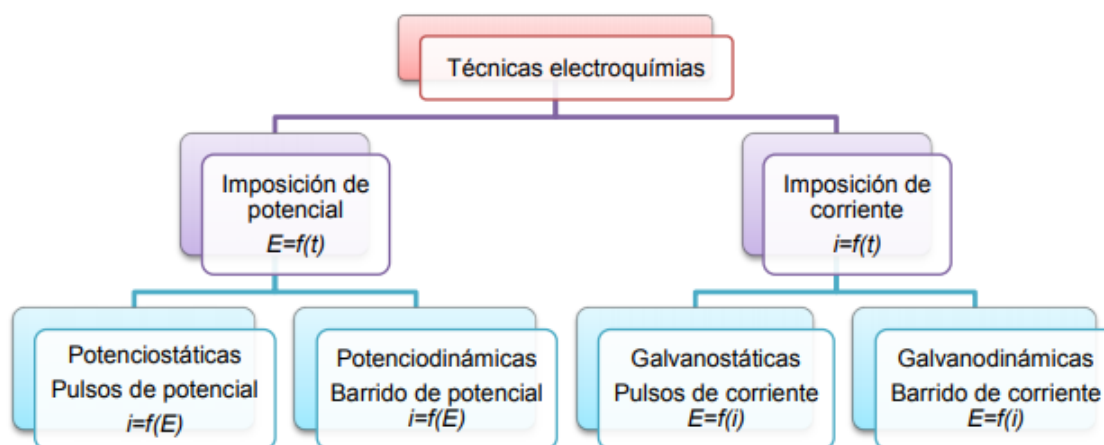 Técnicas electroquímias
Imposición de
potencial
E=f(t)
Imposición de
corriente
i=f(t)
Potenciostáticas
Pulsos de potencial
i=f(E)
Potenciodinámicas
Barrido de potencial
i=f(E)
Galvanostáticas
Pulsos de corriente
E=f(i)
Galvanodinámicas
Barrido de corriente
E=f(i)